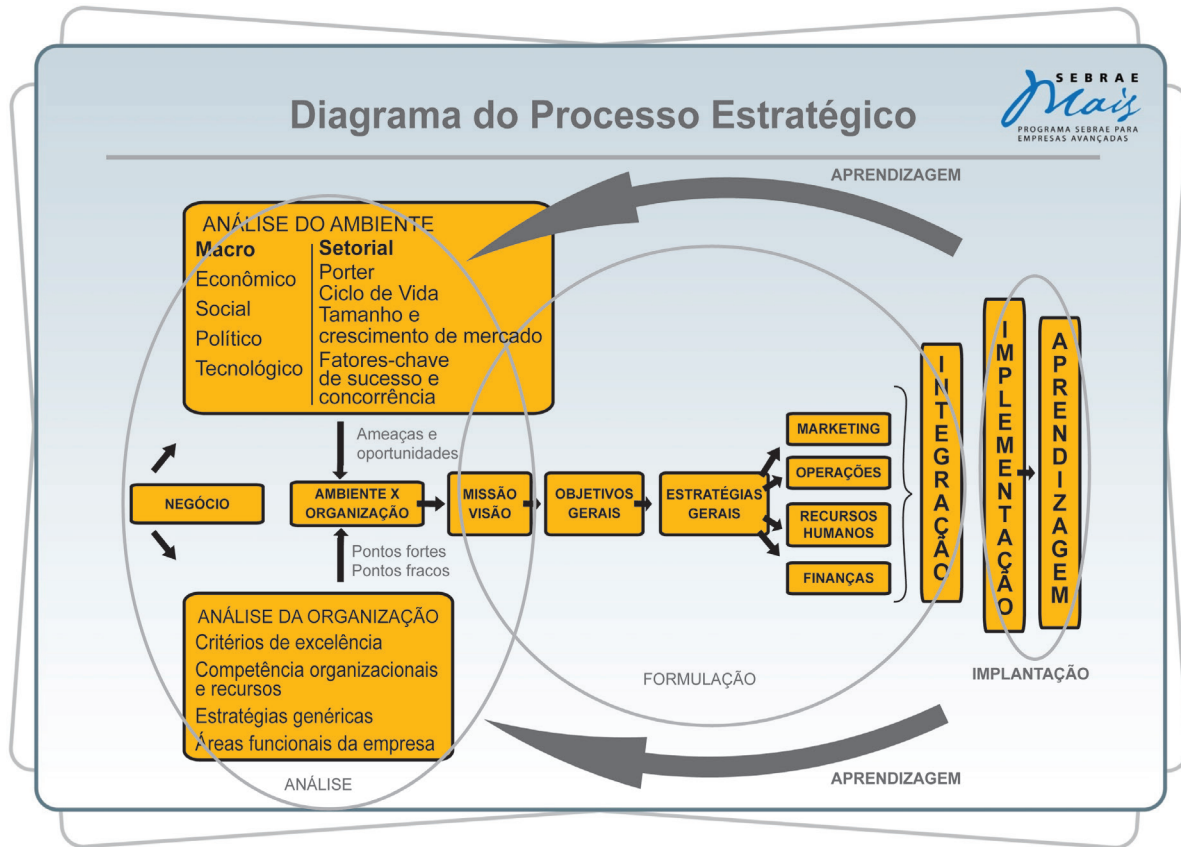 SEBRAE
Mais
PROGRAMA SEBRAE PARA
EMPRESAS AVANÇADAS
Diagrama do Processo Estratégico
APRENDIZAGEM
ANÁLISE DO AMBIENTE
Macro
Econômico
Social
Político
Tecnológico
Setorial
Porter
Ciclo de Vida
Tamanho e
crescimento de mercado
Fatores-chave
de sucesso e
concorrência
Ameaças e
oportunidades
NEGÓCIO
AMBIENTE X
ORGANIZAÇÃO
MISSÃO
VISÃO
OBJETIVOS
GERAIS
ESTRATÉGIAS
GERAIS
MARKETING
OPERAÇÕES
RECURSOS
HUMANOS
FINANÇAS
INTEGRAÇÃO
IMPLEMENTAÇÃO
APRENDIZAGEM
Pontos fortes
Pontos fracos
ANÁLISE DA ORGANIZAÇÃO
Critérios de excelência
Competência organizacionais
e recursos
Estratégias genéricas
Áreas funcionais da empresa
ANÁLISE
FORMULAÇÃO
IMPLANTAÇÃO
APRENDIZAGEM